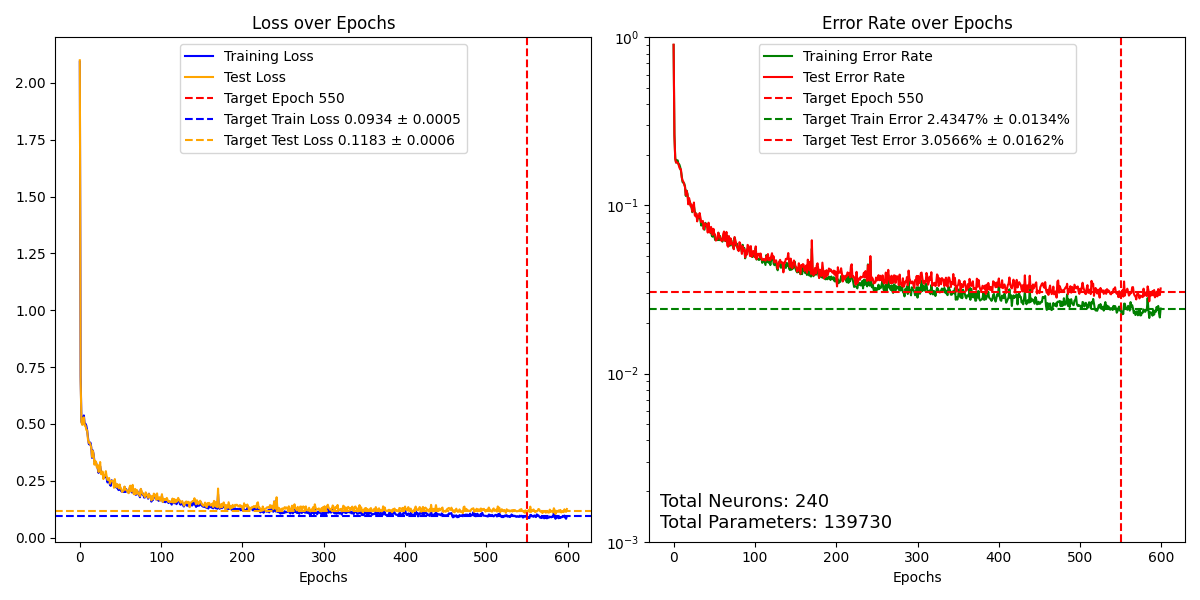 Loss over Epochs
Training Loss
Test Loss
Target Epoch 550
Target Train Loss 0.0934 ± 0.0005
Target Test Loss 0.1183 ± 0.0006
2.00
1.75
1.50
1.25
1.00
0.75
0.50
0.25
0.00
0 100 200 300 400 500 600
Epochs
Error Rate over Epochs
Training Error Rate
Test Error Rate
Target Epoch 550
Target Train Error 2.4347% ± 0.0134%
Target Test Error 3.0566% ± 0.0162%
10⁰
10⁻¹
10⁻²
10⁻³
Total Neurons: 240
Total Parameters: 139730
0 100 200 300 400 500 600
Epochs